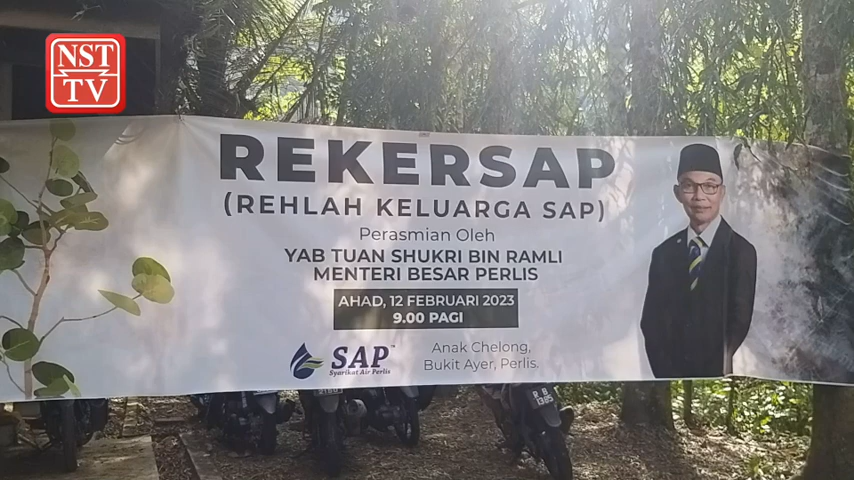 NST
TV
REKERSAP
(REHLAH KELUARGA SAP)
Perasmian Oleh
YAB TUAN SHUKRI BIN RAMLI
MENTERI BESAR PERLIS
AHAD, 12 FEBRUARI 2023
9.00 PAGI
SAP™
Syarikat Air Perlis
Anak Chelong,
Bukit Ayer, Perlis.